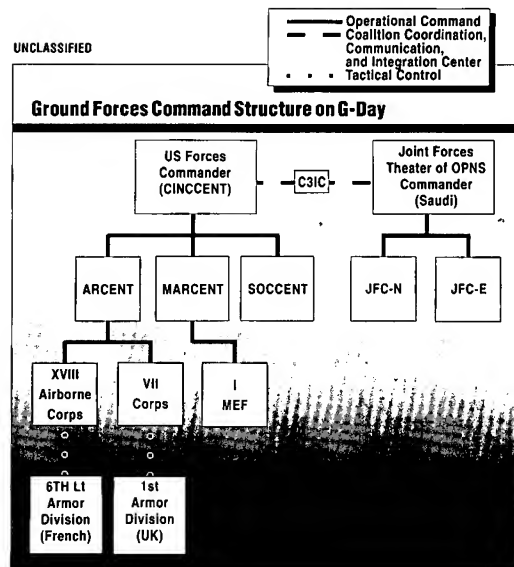 Operational Command
Coalition Coordination,
Communication,
and Integration Center
Tactical Control
UNCLASSIFIED
Ground Forces Command Structure on G-Day
US Forces
Commander
(CINCCENT)
C3IC
Joint Forces
Theater of OPNS
Commander
(Saudi)
ARCENT
MARCENT
SOCCENT
JFC-N
JFC-E
XVIII
Airborne
Corps
VII
Corps
I
MEF
6TH Lt
Armor
Division
(French)
1st
Armor
Division
(UK)